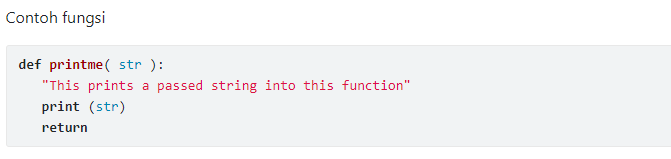 Contoh fungsi
def printme( str ):
   "This prints a passed string into this function"
   print (str)
   return